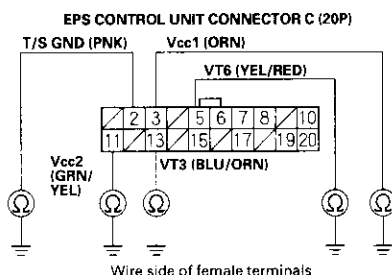 EPS CONTROL UNIT CONNECTOR C (20P)
T/S GND (PNK) Vcc1 (ORN)
VT6 (YEL/RED)
2 3 5 6 7 8 10
11 13 15 17 19 20
Vcc2
(GRN/
YEL)
VT3 (BLU/ORN)
Ω Ω Ω Ω Ω
Wire side of female terminals